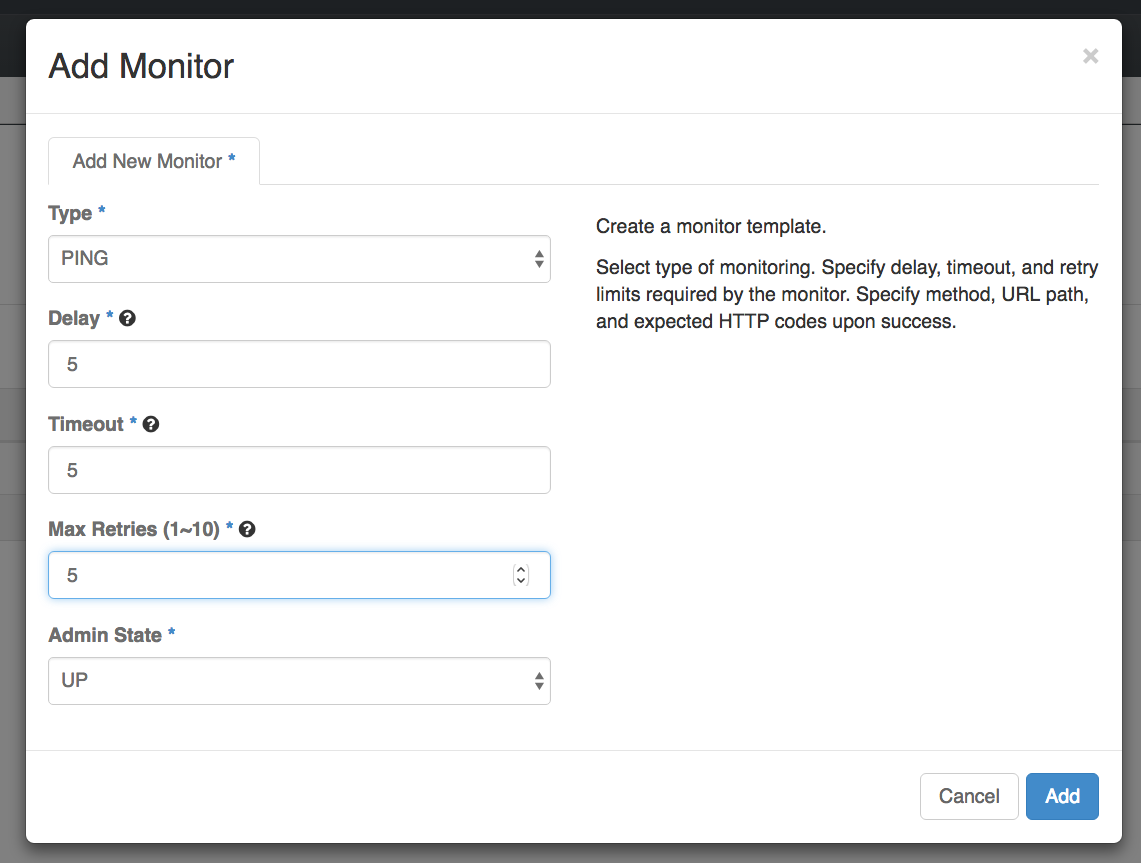 Add Monitor
×
Add New Monitor *
Type *
PING
Delay * ?
5
Timeout * ?
5
Max Retries (1~10) * ?
5
Admin State *
UP
Create a monitor template.
Select type of monitoring. Specify delay, timeout, and retry
limits required by the monitor. Specify method, URL path,
and expected HTTP codes upon success.
Cancel
Add